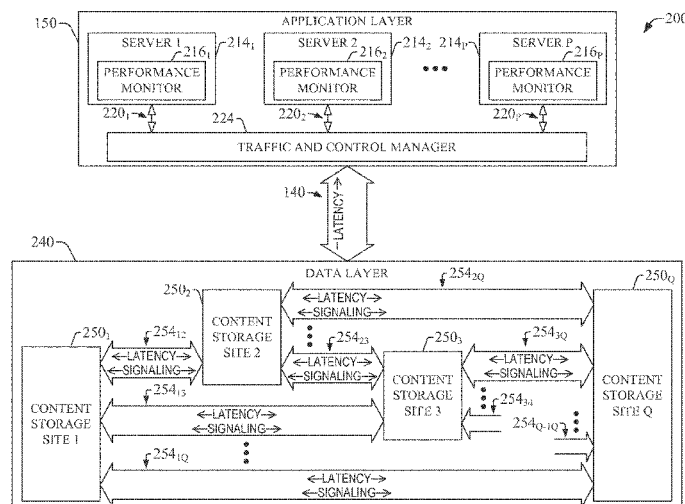 150
APPLICATION LAYER
200
SERVER 1
214₁
SERVER 2
214₂
214P
SERVER P
216₁
216₂
216P
PERFORMANCE MONITOR
PERFORMANCE MONITOR
PERFORMANCE MONITOR
220₁
224
220₂
220P
TRAFFIC AND CONTROL MANAGER
140
←LATENCY→
240
DATA LAYER
254₂Q
250₂
250Q
←LATENCY→
←SIGNALING→
CONTENT STORAGE SITE 2
250₁
254₁₂
254₂₃
250₃
254₃Q
←LATENCY→
←SIGNALING→
←LATENCY→
←SIGNALING→
←LATENCY→
←SIGNALING→
CONTENT STORAGE SITE 1
254₁₃
CONTENT STORAGE SITE 3
CONTENT STORAGE SITE Q
←LATENCY→
←SIGNALING→
254₃₄
254Q-1Q
254₁Q
←LATENCY→
←SIGNALING→